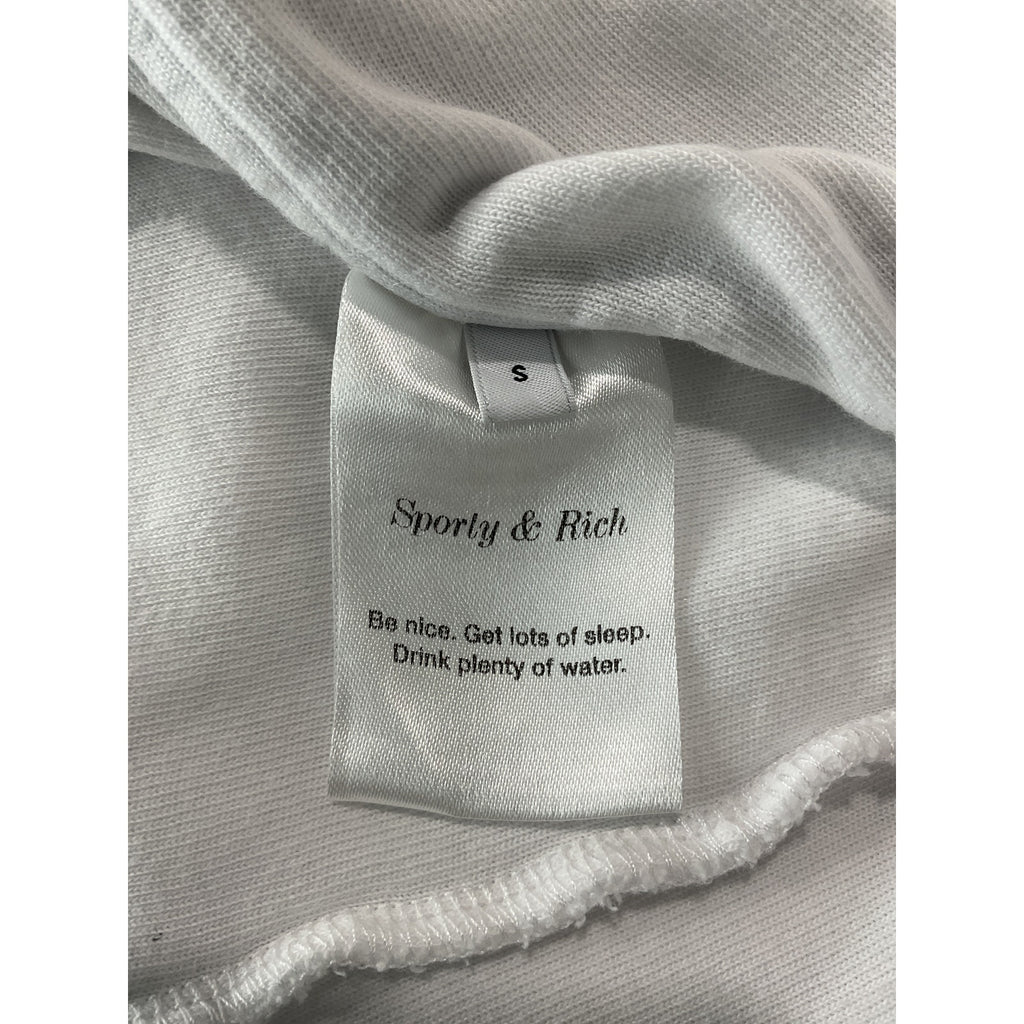 S
Sporty & Rich
Be nice. Get lots of sleep.
Drink plenty of water.